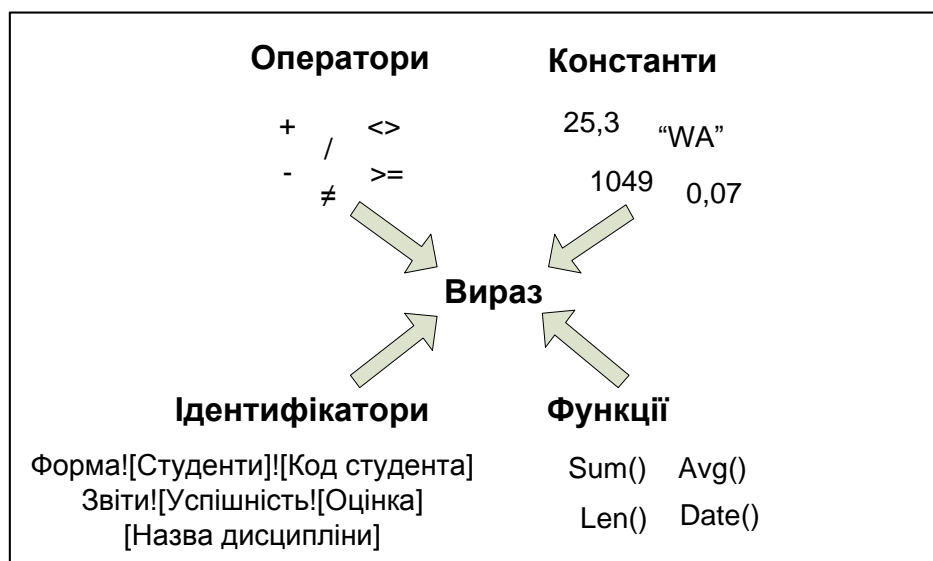 Оператори
Константи
+ <>
/
- >=
≠
25,3 “WA”
1049 0,07
Вираз
Ідентифікатори
Форма![Студенти]![Код студента]
Звіти![Успішність![Оцінка]
[Назва дисципліни]
Функції
Sum() Avg()
Len() Date()